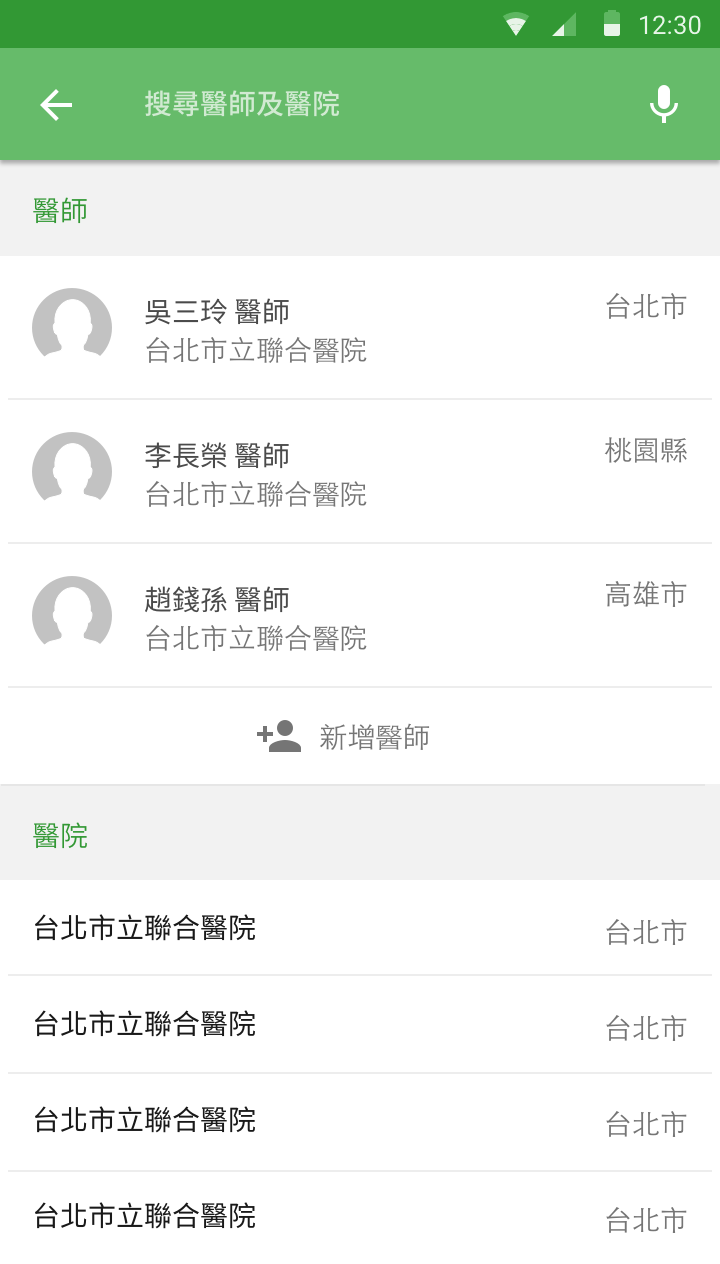 12:30
搜尋醫師及醫院
醫師
吳三玲 醫師
台北市
台北市立聯合醫院
李長榮 醫師
桃園縣
台北市立聯合醫院
趙錢孫 醫師
高雄市
台北市立聯合醫院
新增醫師
醫院
台北市立聯合醫院
台北市
台北市立聯合醫院
台北市
台北市立聯合醫院
台北市
台北市立聯合醫院
台北市